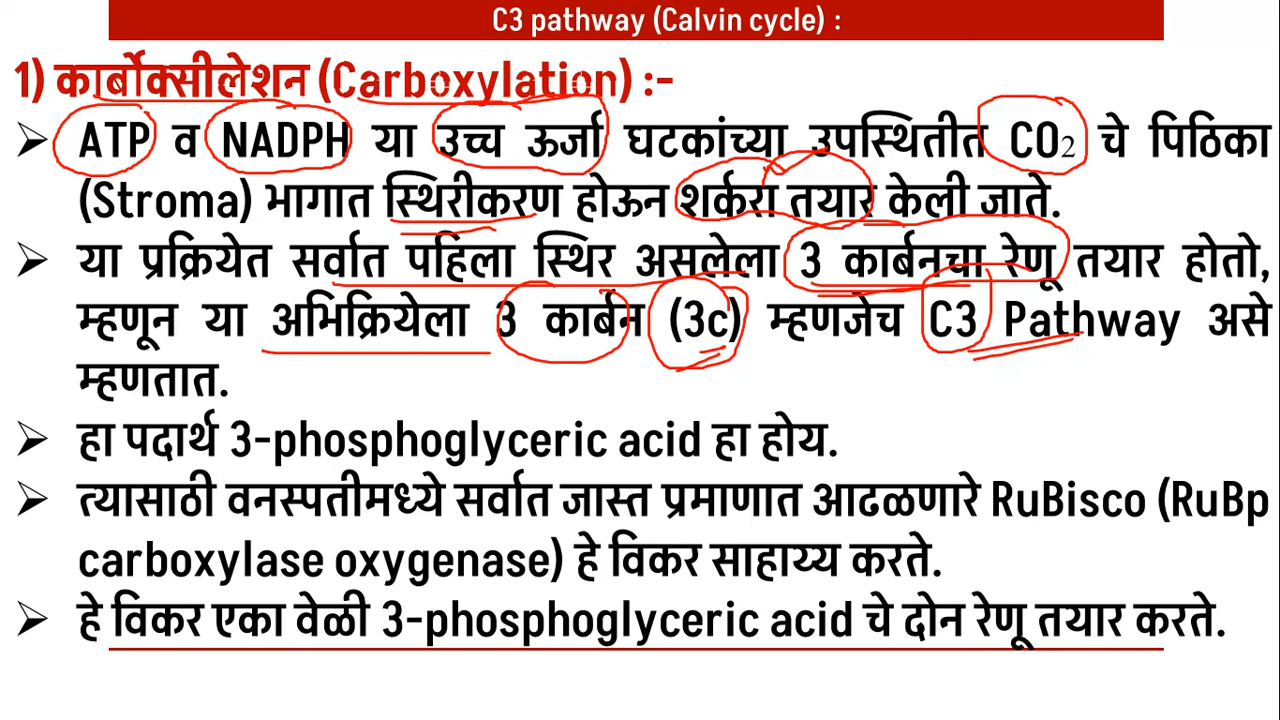 C3 pathway (Calvin cycle) :
1) कार्बोक्सीलेशन (Carboxylation) :-
➢ ATP व NADPH या उच्च ऊर्जा घटकांच्या उपस्थितीत CO₂ चे पिठिका
(Stroma) भागात स्थिरीकरण होऊन शर्करा तयार केली जाते.
➢ या प्रक्रियेत सर्वात पहिला स्थिर असलेला 3 कार्बनचा रेणू तयार होतो,
म्हणून या अभिक्रियेला 3 कार्बन (3c) म्हणजेच C3 Pathway असे
म्हणतात.
➢ हा पदार्थ 3-phosphoglyceric acid हा होय.
➢ त्यासाठी वनस्पतीमध्ये सर्वात जास्त प्रमाणात आढळणारे RuBisco (RuBp
carboxylase oxygenase) हे विकर साहाय्य करते.
➢ हे विकर एका वेळी 3-phosphoglyceric acid चे दोन रेणू तयार करते.